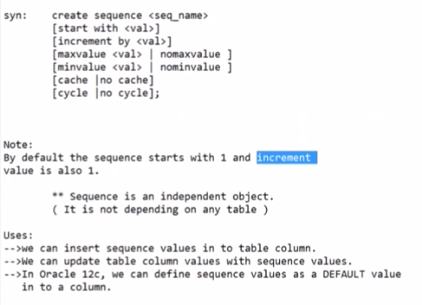 syn: create sequence <seq_name>
[start with <val>]
[increment by <val>]
[maxvalue <val> | nomaxvalue ]
[minvalue <val> | nominvalue ]
[cache |no cache]
[cycle |no cycle];
Note:
By default the sequence starts with 1 and increment
value is also 1.
** Sequence is an independent object.
( It is not depending on any table )
Uses:
-->we can insert sequence values in to table column.
-->We can update table column values with sequence values.
-->In Oracle 12c, we can define sequence values as a DEFAULT value
in to a column.